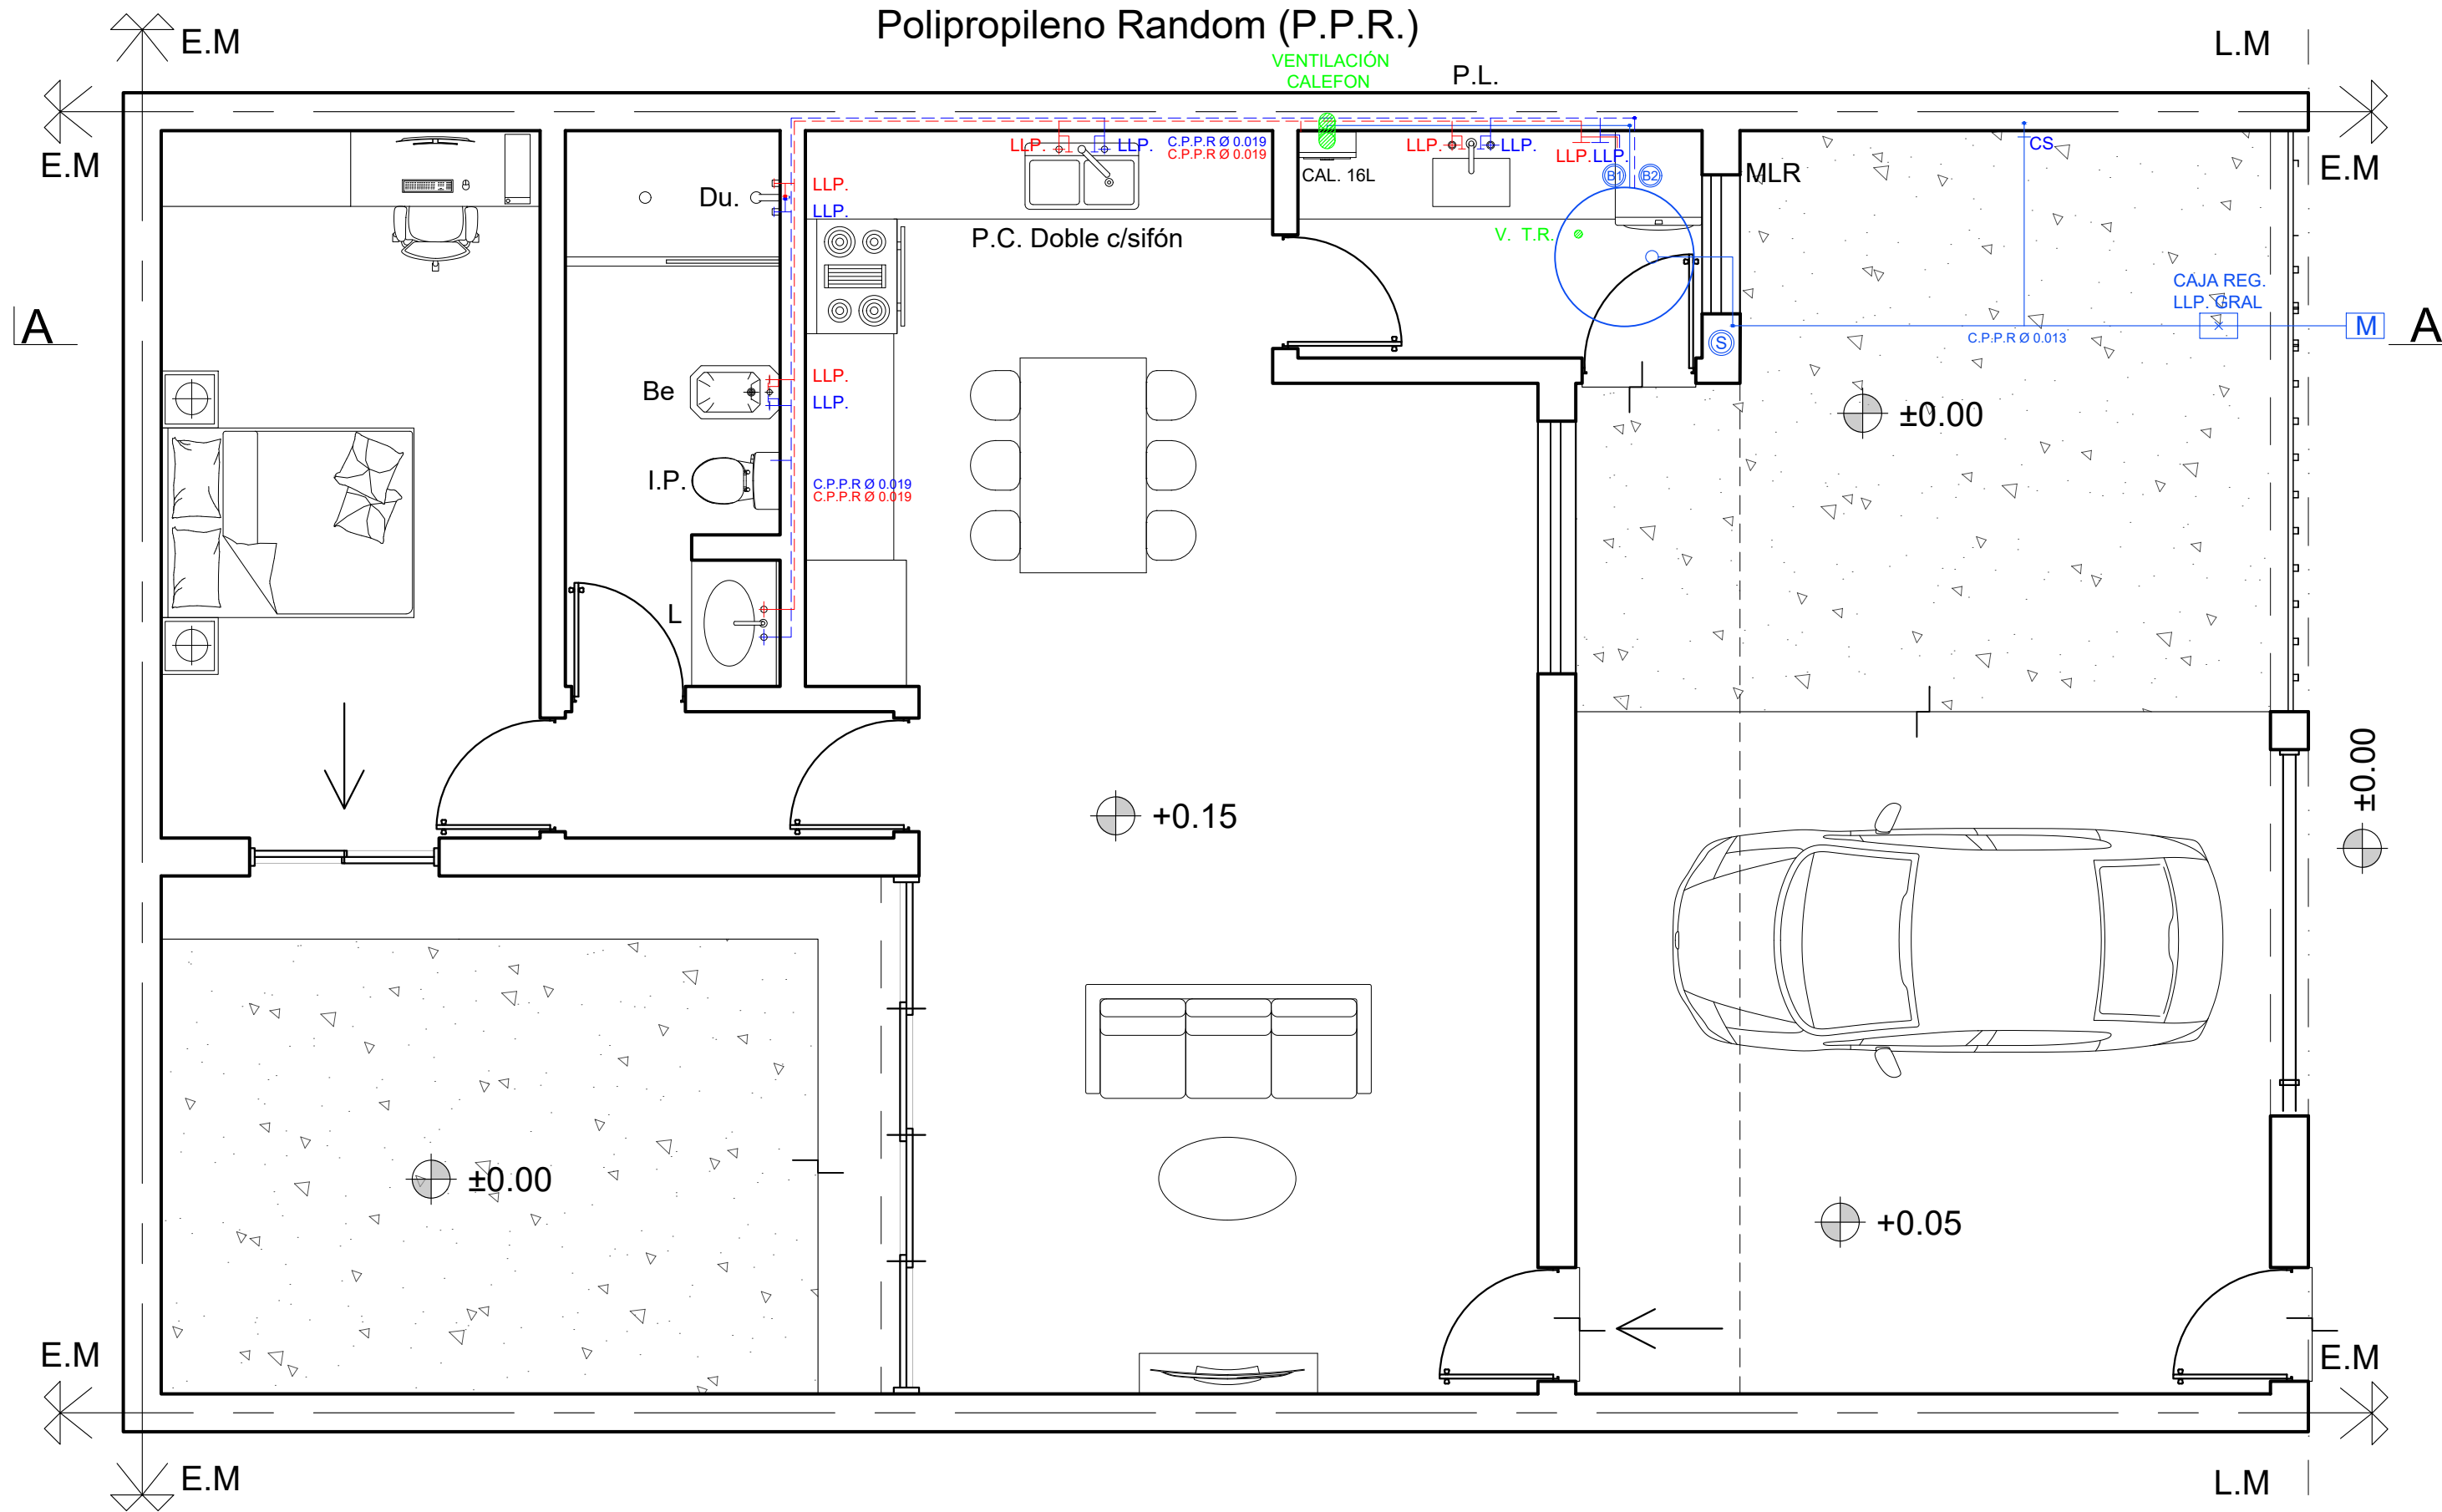 Polipropileno Random (P.P.R.)
E.M
L.M
VENTILACIÓN
CALEFON
P.L.
E.M
E.M
LLP.
LLP.
C.P.P.R Ø 0.019
C.P.P.R Ø 0.019
LLP.
LLP.
LLP.
LLP.
CS
CAL. 16L
B1
B2
MLR
Du.
LLP.
LLP.
P.C. Doble c/sifón
V. T.R.
CAJA REG.
LLP. GRAL
A
M
A
S
C.P.P.R Ø 0.013
Be
LLP.
LLP.
±0.00
I.P.
C.P.P.R Ø 0.019
C.P.P.R Ø 0.019
L
±0.00
+0.15
±0.00
+0.05
E.M
E.M
E.M
L.M